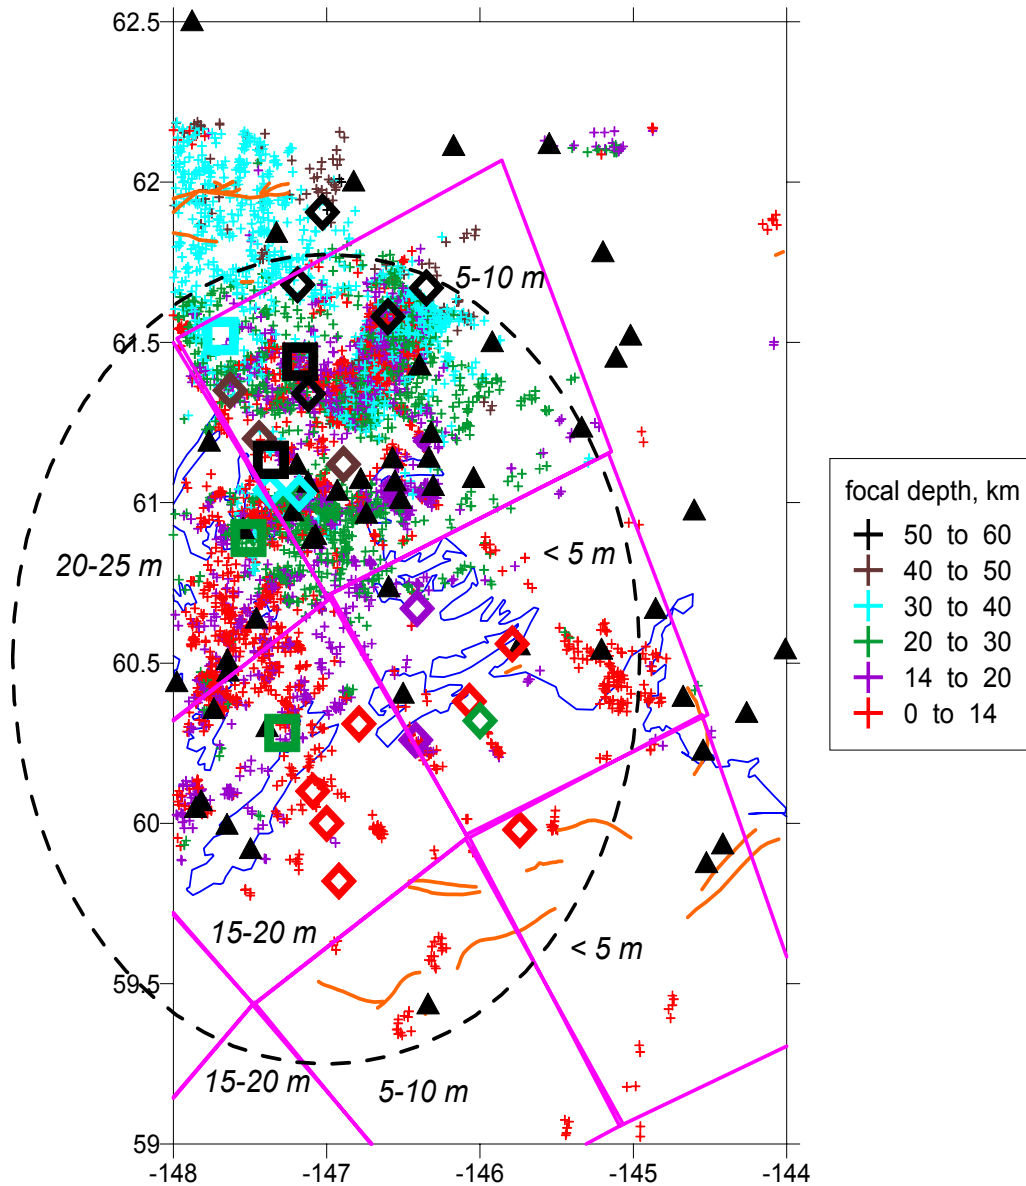 62.5
62
5-10 m
61.5
focal depth, km
50 to 60
40 to 50
30 to 40
20 to 30
14 to 20
0 to 14
61
< 5 m
20-25 m
60.5
60
15-20 m
< 5 m
59.5
15-20 m
5-10 m
59
-148
-147
-146
-145
-144